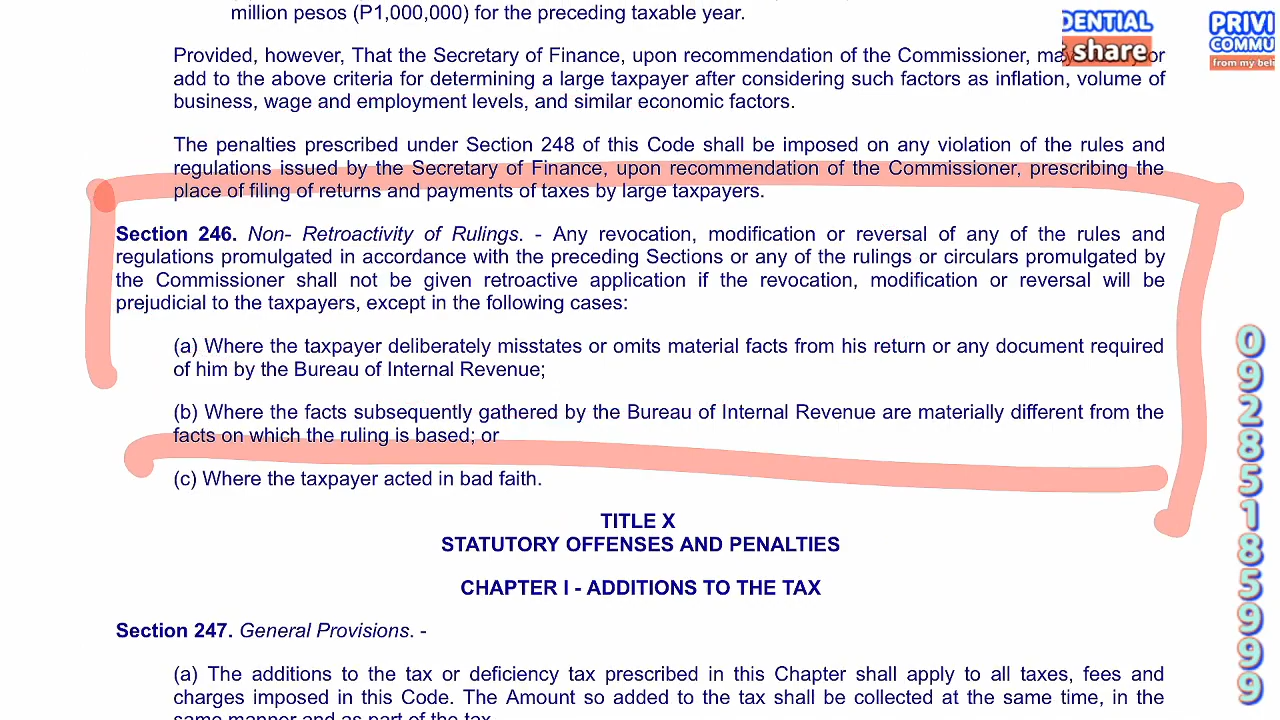 million pesos (P1,000,000) for the preceding taxable year.
Provided, however, That the Secretary of Finance, upon recommendation of the Commissioner, or
add to the above criteria for determining a large taxpayer after considering such factors as inflation, volume of
business, wage and employment levels, and similar economic factors.
The penalties prescribed under Section 248 of this Code shall be imposed on any violation of the rules and
regulations issued by the Secretary of Finance, upon recommendation of the Commissioner, prescribing the
place of filing of returns and payments of taxes by large taxpayers.
Section 246. Non- Retroactivity of Rulings. - Any revocation, modification or reversal of any of the rules and
regulations promulgated in accordance with the preceding Sections or any of the rulings or circulars promulgated by
the Commissioner shall not be given retroactive application if the revocation, modification or reversal will be
prejudicial to the taxpayers, except in the following cases:
(a) Where the taxpayer deliberately misstates or omits material facts from his return or any document required
of him by the Bureau of Internal Revenue;
(b) Where the facts subsequently gathered by the Bureau of Internal Revenue are materially different from the
facts on which the ruling is based; or
(c) Where the taxpayer acted in bad faith.
TITLE X
STATUTORY OFFENSES AND PENALTIES
CHAPTER I - ADDITIONS TO THE TAX
Section 247. General Provisions. -
(a) The additions to the tax or deficiency tax prescribed in this Chapter shall apply to all taxes, fees and
charges imposed in this Code. The Amount so added to the tax shall be collected at the same time, in the
same manner and as part of the tax.
DENTIAL
share
PRIVI
COMMU
from my beli
09285185999